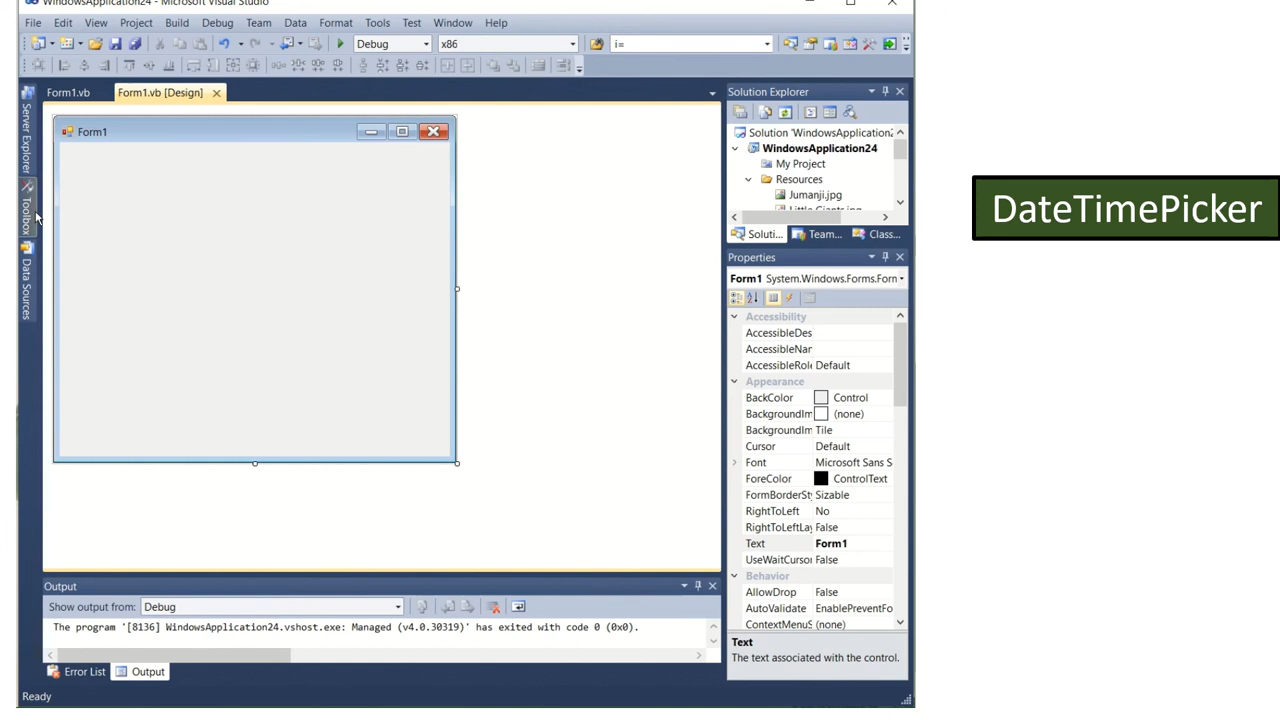 WindowsApplication24 - Microsoft Visual Studio
File Edit View Project Build Debug Team Data Format Tools Test Window Help
Debug x86 i=
Form1.vb Form1.vb [Design]
Server Explorer
Toolbox
Data Sources
Form1
Solution Explorer
Solution 'WindowsApplication2
WindowsApplication24
My Project
Resources
Jumanji.jpg
Little Giants.jpg
Soluti... Team... Class...
DateTimePicker
Properties
Form1 System.Windows.Forms.Forn
Accessibility
AccessibleDes
AccessibleNar
AccessibleRole Default
Appearance
BackColor Control
BackgroundIm (none)
BackgroundIm Tile
Cursor Default
Font Microsoft Sans S
ForeColor ControlText
FormBorderSty Sizable
RightToLeft No
RightToLeftLay False
Text Form1
UseWaitCursor False
Behavior
AllowDrop False
AutoValidate EnablePreventFo
ContextMenuS (none)
Text
The text associated with the control.
Output
Show output from: Debug
The program '[8136] WindowsApplication24.vshost.exe: Managed (v4.0.30319)' has exited with code 0 (0x0).
Error List Output
Ready